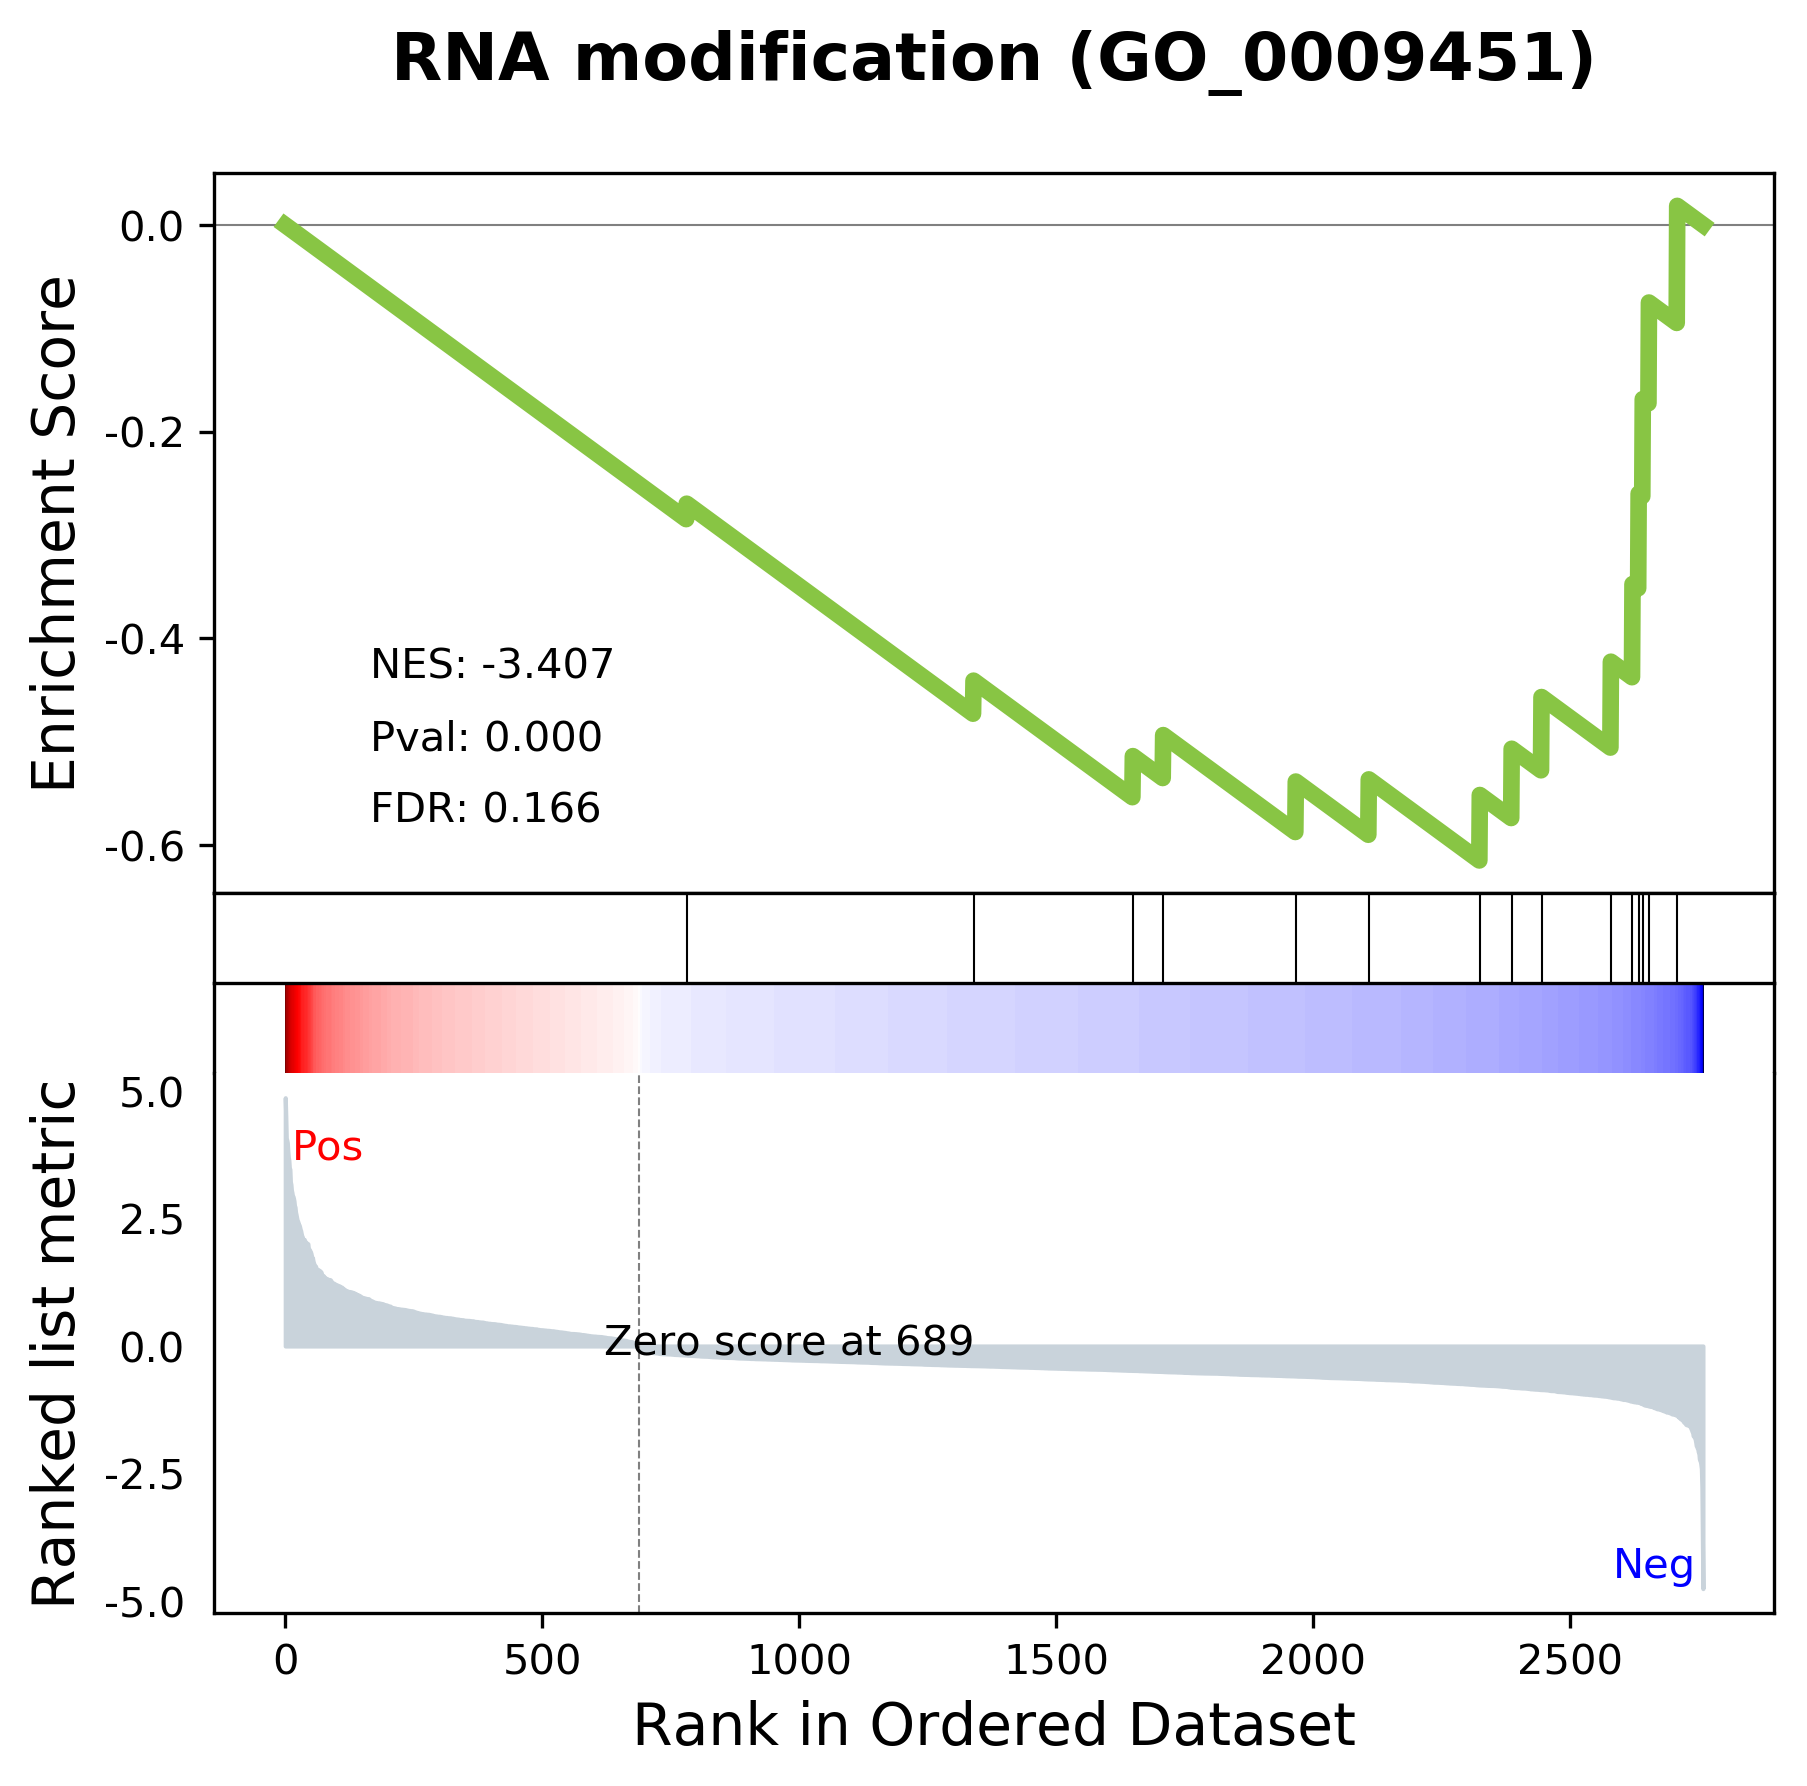 RNA modification (GO_0009451)
Enrichment Score
0.0
-0.2
-0.4
-0.6
NES: -3.407
Pval: 0.000
FDR: 0.166
Ranked list metric
5.0
2.5
0.0
-2.5
-5.0
Pos
Zero score at 689
Neg
0 500 1000 1500 2000 2500
Rank in Ordered Dataset